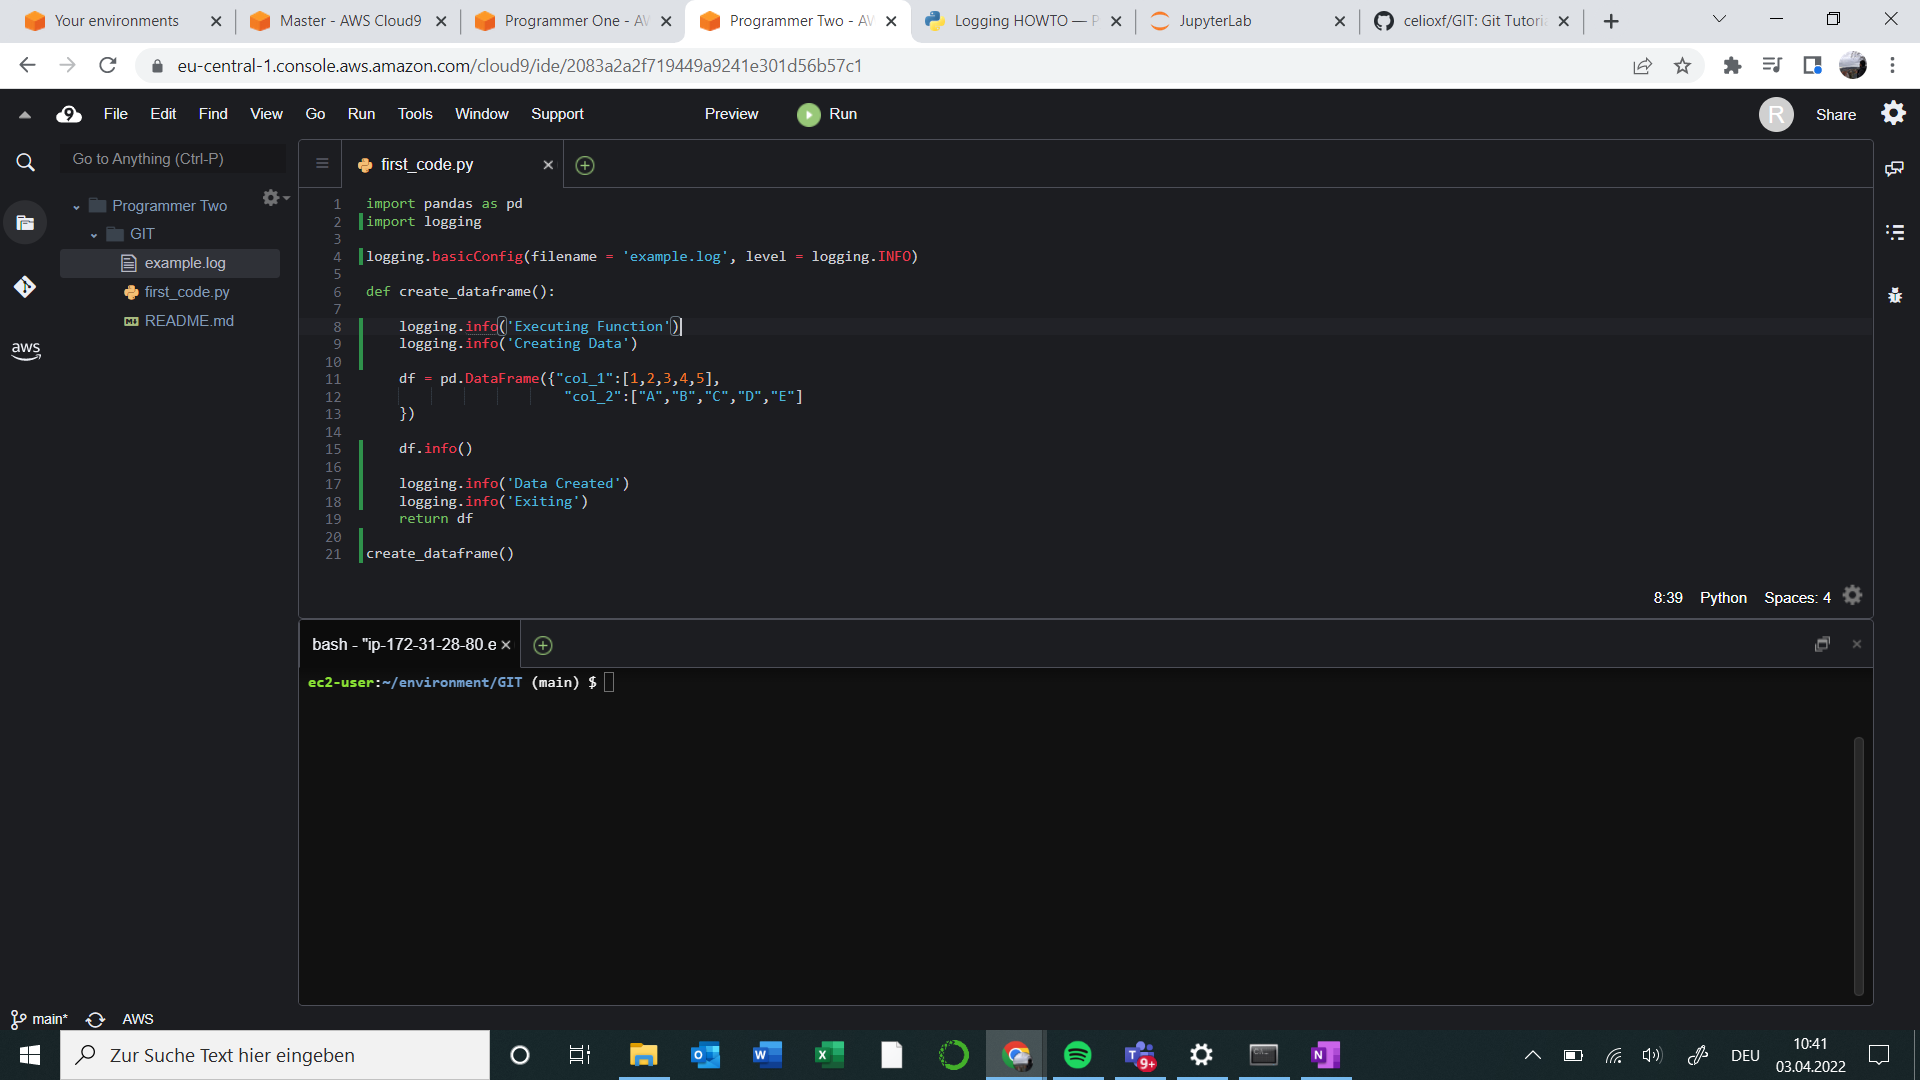 Your environments
Master - AWS Cloud9
Programmer One - AW
Programmer Two - AW
Logging HOWTO — P
JupyterLab
celioxf/GIT: Git Tutoria
eu-central-1.console.aws.amazon.com/cloud9/ide/2083a2a2f719449a9241e301d56b57c1
9 File Edit Find View Go Run Tools Window Support Preview Run R Share
Go to Anything (Ctrl-P)
Programmer Two
GIT
example.log
first_code.py
README.md
aws
first_code.py
1 import pandas as pd
2 import logging
3
4 logging.basicConfig(filename = 'example.log', level = logging.INFO)
5
6 def create_dataframe():
7
8 logging.info('Executing Function')
9 logging.info('Creating Data')
10
11 df = pd.DataFrame({"col_1":[1,2,3,4,5],
12 "col_2":["A","B","C","D","E"]
13 })
14
15 df.info()
16
17 logging.info('Data Created')
18 logging.info('Exiting')
19 return df
20
21 create_dataframe()
8:39 Python Spaces: 4
bash - "ip-172-31-28-80.e
ec2-user:~/environment/GIT (main) $
main* AWS
Zur Suche Text hier eingeben
9+
DEU
10:41
03.04.2022